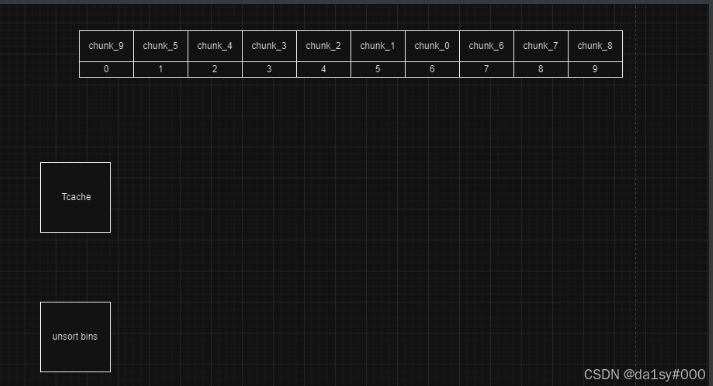 chunk_9 chunk_5 chunk_4 chunk_3 chunk_2 chunk_1 chunk_0 chunk_6 chunk_7 chunk_8
0 1 2 3 4 5 6 7 8 9
Tcache
unsort bins
CSDN @da1sy#000